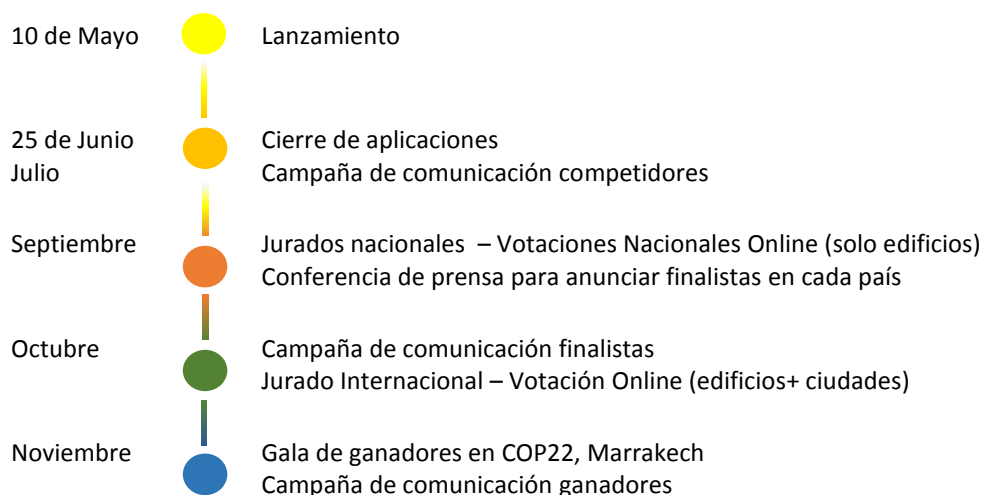 10 de Mayo Lanzamiento
25 de Junio Cierre de aplicaciones
Julio Campaña de comunicación competidores
Septiembre Jurados nacionales – Votaciones Nacionales Online (solo edificios)
Conferencia de prensa para anunciar finalistas en cada país
Octubre Campaña de comunicación finalistas
Jurado Internacional – Votación Online (edificios+ ciudades)
Noviembre Gala de ganadores en COP22, Marrakech
Campaña de comunicación ganadores